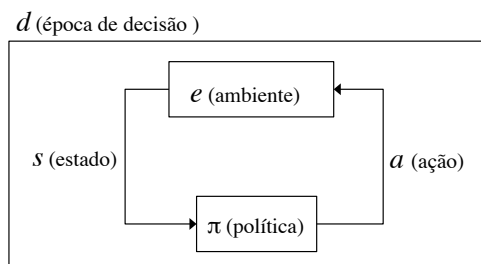 d (época de decisão )
e (ambiente)
s (estado)
a (ação)
π (política)